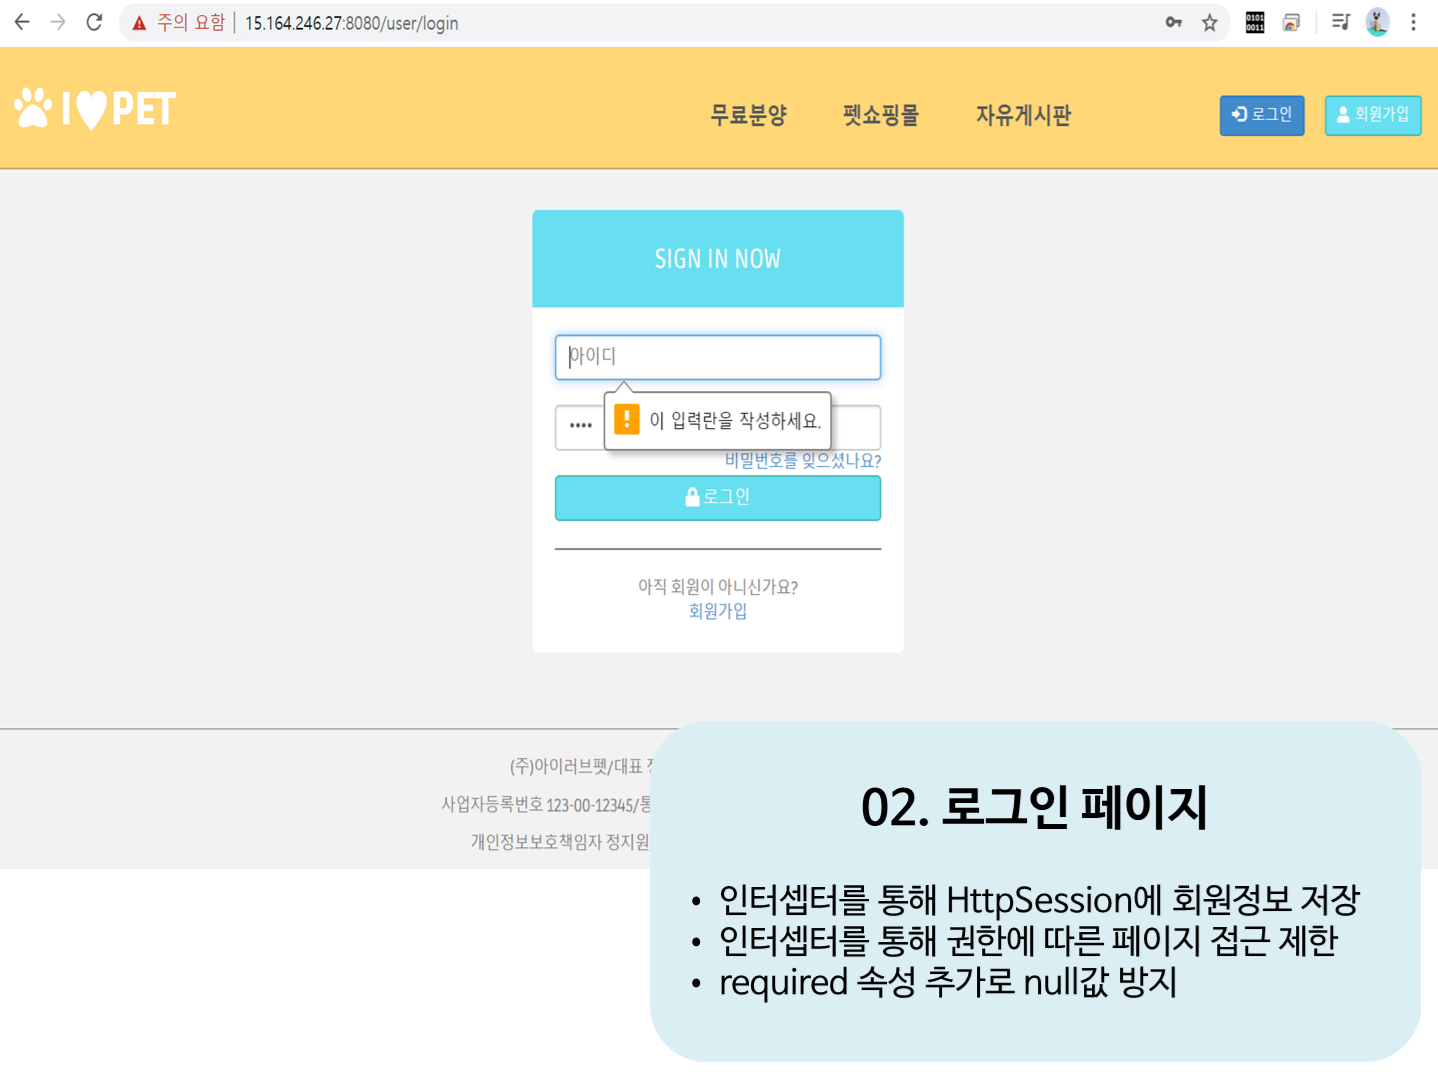 주의 요함 | 15.164.246.27:8080/user/login
I PET
무료분양 펫쇼핑몰 자유게시판 로그인 회원가입
SIGN IN NOW
아이디
이 입력란을 작성하세요.
비밀번호를 잊으셨나요?
로그인
아직 회원이 아니신가요?
회원가입
(주)아이러브펫/대표
사업자등록번호 123-00-12345/통
개인정보보호책임자 정지원
02. 로그인 페이지
• 인터셉터를 통해 HttpSession에 회원정보 저장
• 인터셉터를 통해 권한에 따른 페이지 접근 제한
• required 속성 추가로 null값 방지